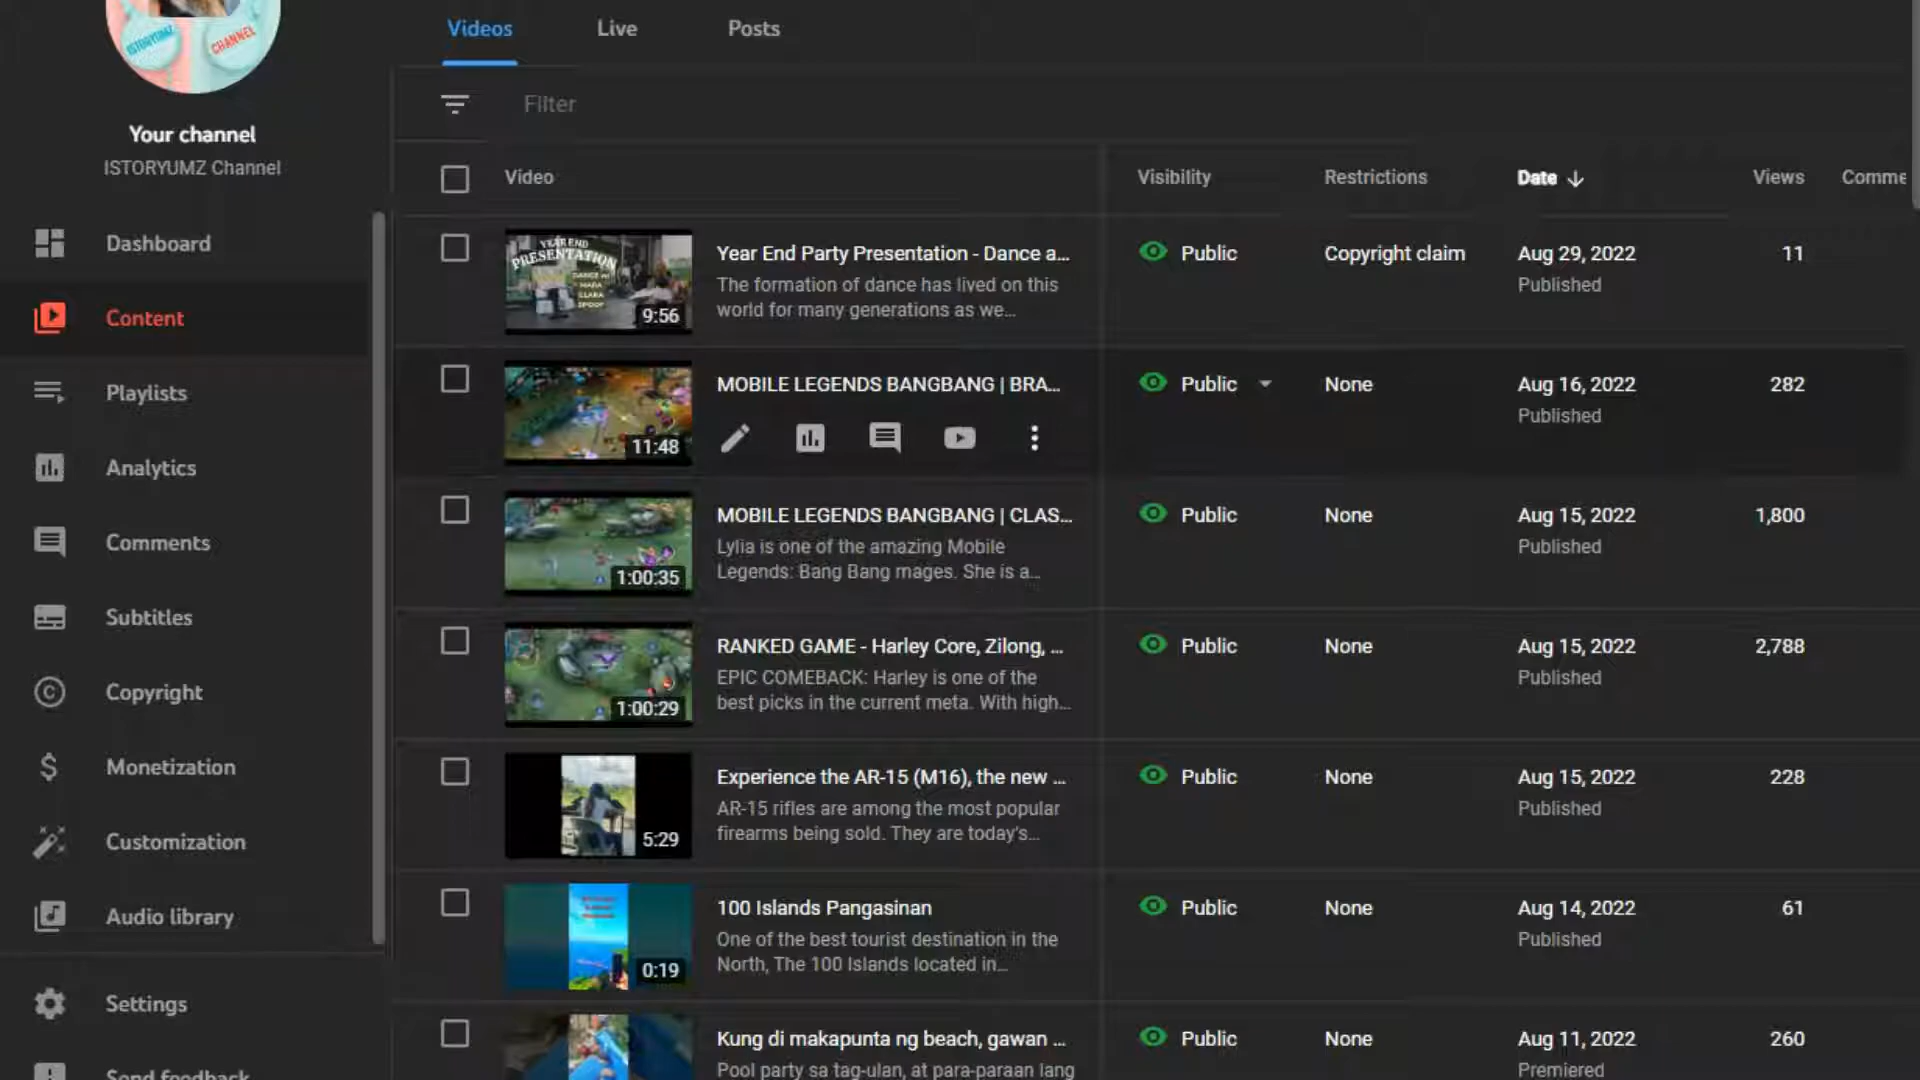 ISTORYUMZ
CHANNEL
Your channel
ISTORYUMZ Channel
Dashboard
Content
Playlists
Analytics
Comments
Subtitles
Copyright
Monetization
Customization
Audio library
Settings
Send feedback
Videos Live Posts
Filter
Video Visibility Restrictions Date Views Comme
YEAR END
PRESENTATION
DANCE
MARA
CLARA
SPOOF
9:56
Year End Party Presentation - Dance a...
The formation of dance has lived on this
world for many generations as we...
Public Copyright claim Aug 29, 2022 11
Published
11:48
MOBILE LEGENDS BANGBANG | BRA...
Public None Aug 16, 2022 282
Published
1:00:35
MOBILE LEGENDS BANGBANG | CLAS...
Lylia is one of the amazing Mobile
Legends: Bang Bang mages. She is a...
Public None Aug 15, 2022 1,800
Published
1:00:29
RANKED GAME - Harley Core, Zilong, ...
EPIC COMEBACK: Harley is one of the
best picks in the current meta. With high...
Public None Aug 15, 2022 2,788
Published
5:29
Experience the AR-15 (M16), the new ...
AR-15 rifles are among the most popular
firearms being sold. They are today's...
Public None Aug 15, 2022 228
Published
0:19
100 Islands Pangasinan
One of the best tourist destination in the
North, The 100 Islands located in...
Public None Aug 14, 2022 61
Published
Kung di makapunta ng beach, gawan ...
Pool party sa tag-ulan, at para-paraan lang
Public None Aug 11, 2022 260
Premiered